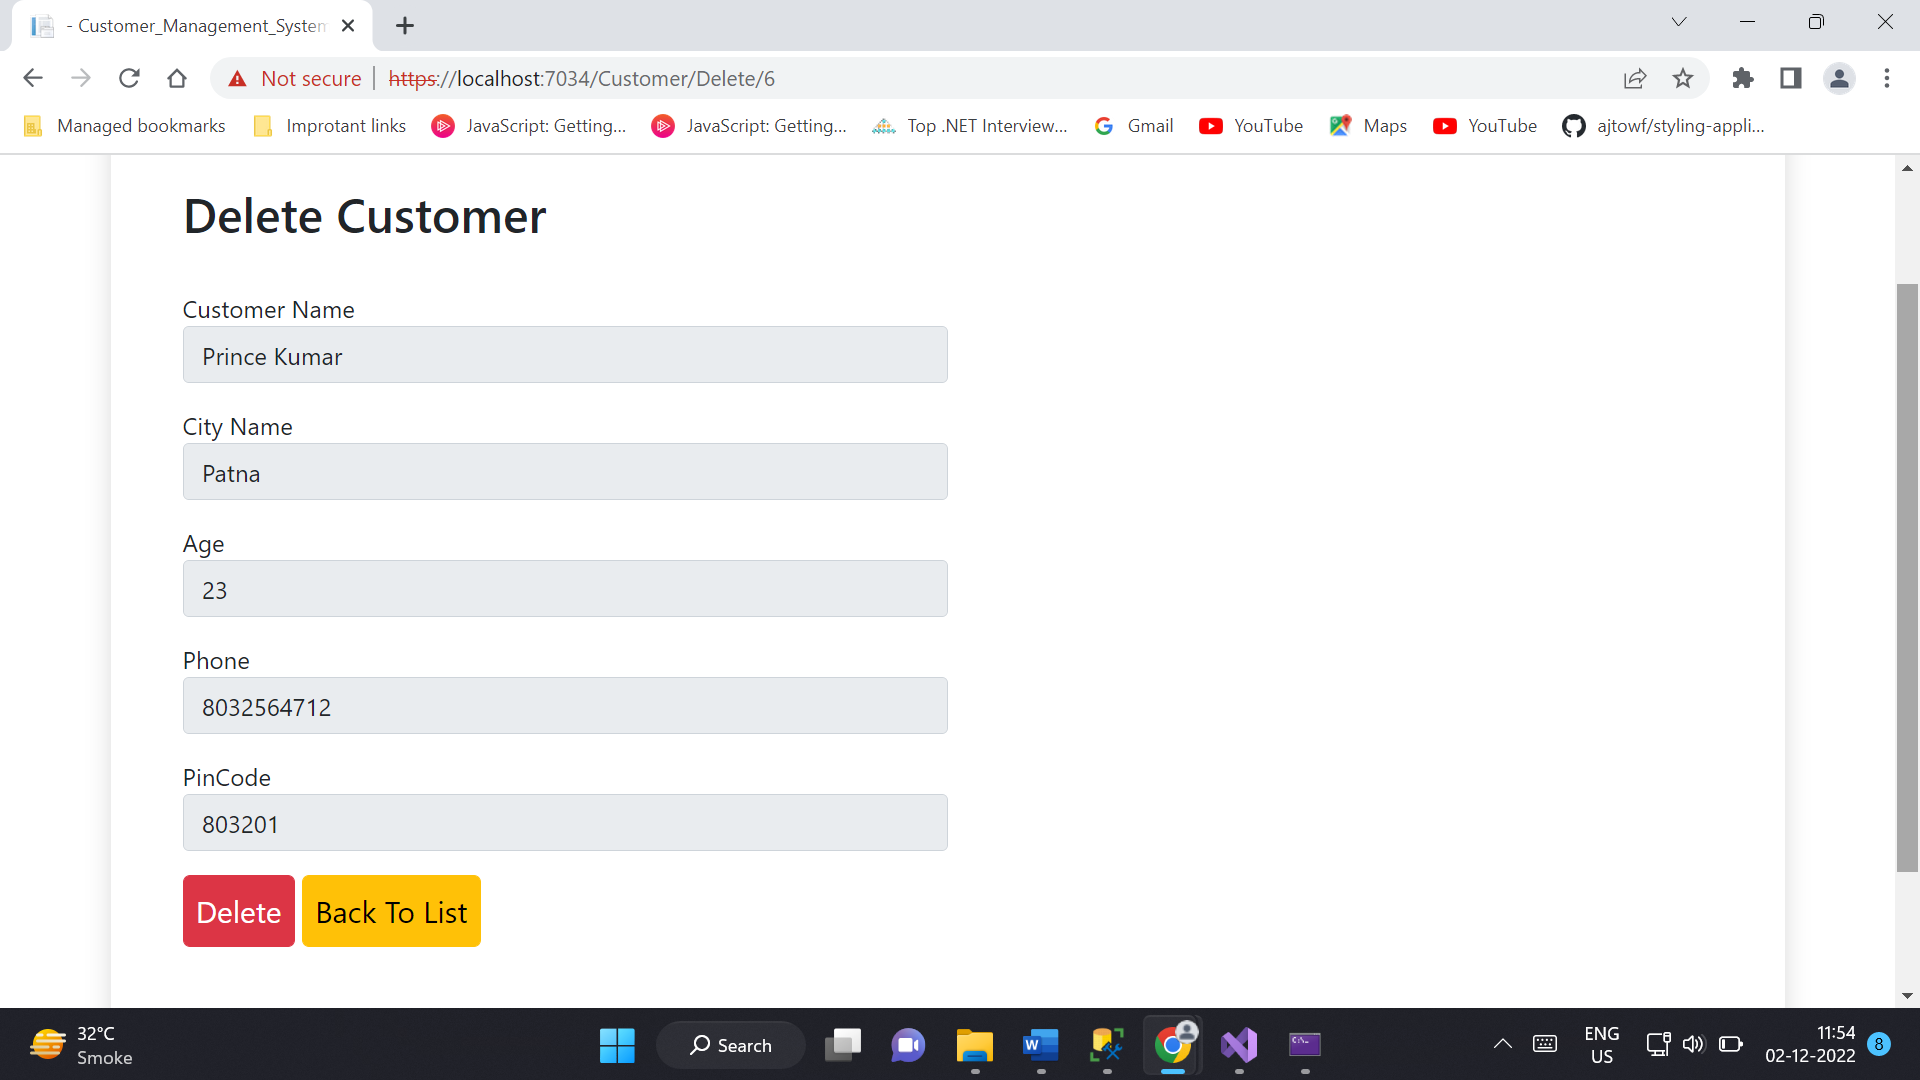 - Customer_Management_System
Not secure
https://localhost:7034/Customer/Delete/6
Managed bookmarks
Improtant links
JavaScript: Getting...
JavaScript: Getting...
Top .NET Interview...
Gmail
YouTube
Maps
YouTube
ajtowf/styling-appli...
Delete Customer
Customer Name
Prince Kumar
City Name
Patna
Age
23
Phone
8032564712
PinCode
803201
Delete
Back To List
32°C
Smoke
Search
ENG
US
11:54
02-12-2022
8